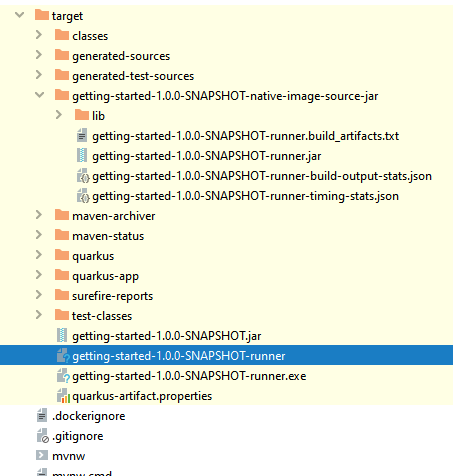 target
classes
generated-sources
generated-test-sources
getting-started-1.0.0-SNAPSHOT-native-image-source-jar
lib
getting-started-1.0.0-SNAPSHOT-runner.build_artifacts.txt
getting-started-1.0.0-SNAPSHOT-runner.jar
getting-started-1.0.0-SNAPSHOT-runner-build-output-stats.json
getting-started-1.0.0-SNAPSHOT-runner-timing-stats.json
maven-archiver
maven-status
quarkus
quarkus-app
surefire-reports
test-classes
getting-started-1.0.0-SNAPSHOT.jar
getting-started-1.0.0-SNAPSHOT-runner
getting-started-1.0.0-SNAPSHOT-runner.exe
quarkus-artifact.properties
.dockerignore
.gitignore
mvnw
mvnw.cmd